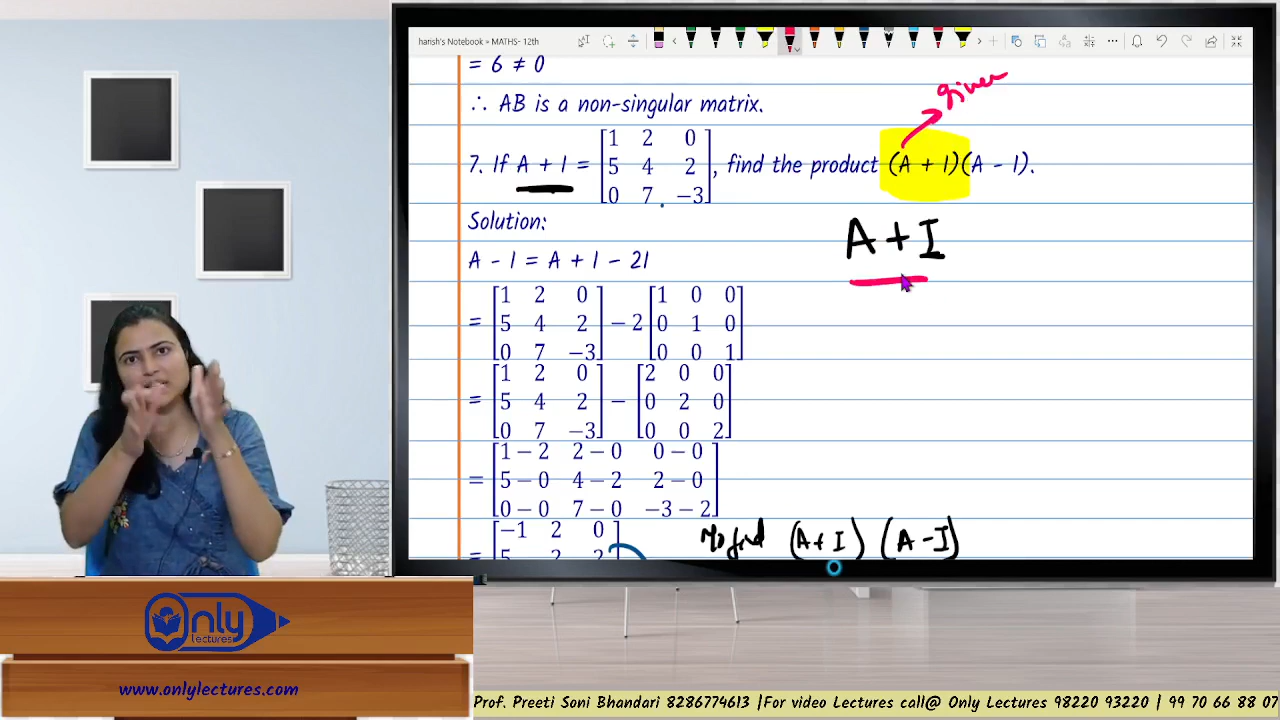 harish's Notebook » MATHS- 12th
= 6 ≠ 0
∴ AB is a non-singular matrix.
given
7. If A + I = [1 2 0
5 4 2
0 7 −3], find the product (A + I)(A - I).
Solution:
A + I
A - I = A + I - 2I
= [1 2 0
5 4 2
0 7 −3] − 2 [1 0 0
0 1 0
0 0 1]
= [1 2 0
5 4 2
0 7 −3] − [2 0 0
0 2 0
0 0 2]
= [1 − 2 2 − 0 0 − 0
5 − 0 4 − 2 2 − 0
0 − 0 7 − 0 −3 − 2]
= [−1 2 0]
5 2 2
find (A + I) (A - I)
Only
lectures
www.onlylectures.com
Prof. Preeti Soni Bhandari 8286774613 |For video Lectures call@ Only Lectures 98220 93220 | 99 70 66 88 07